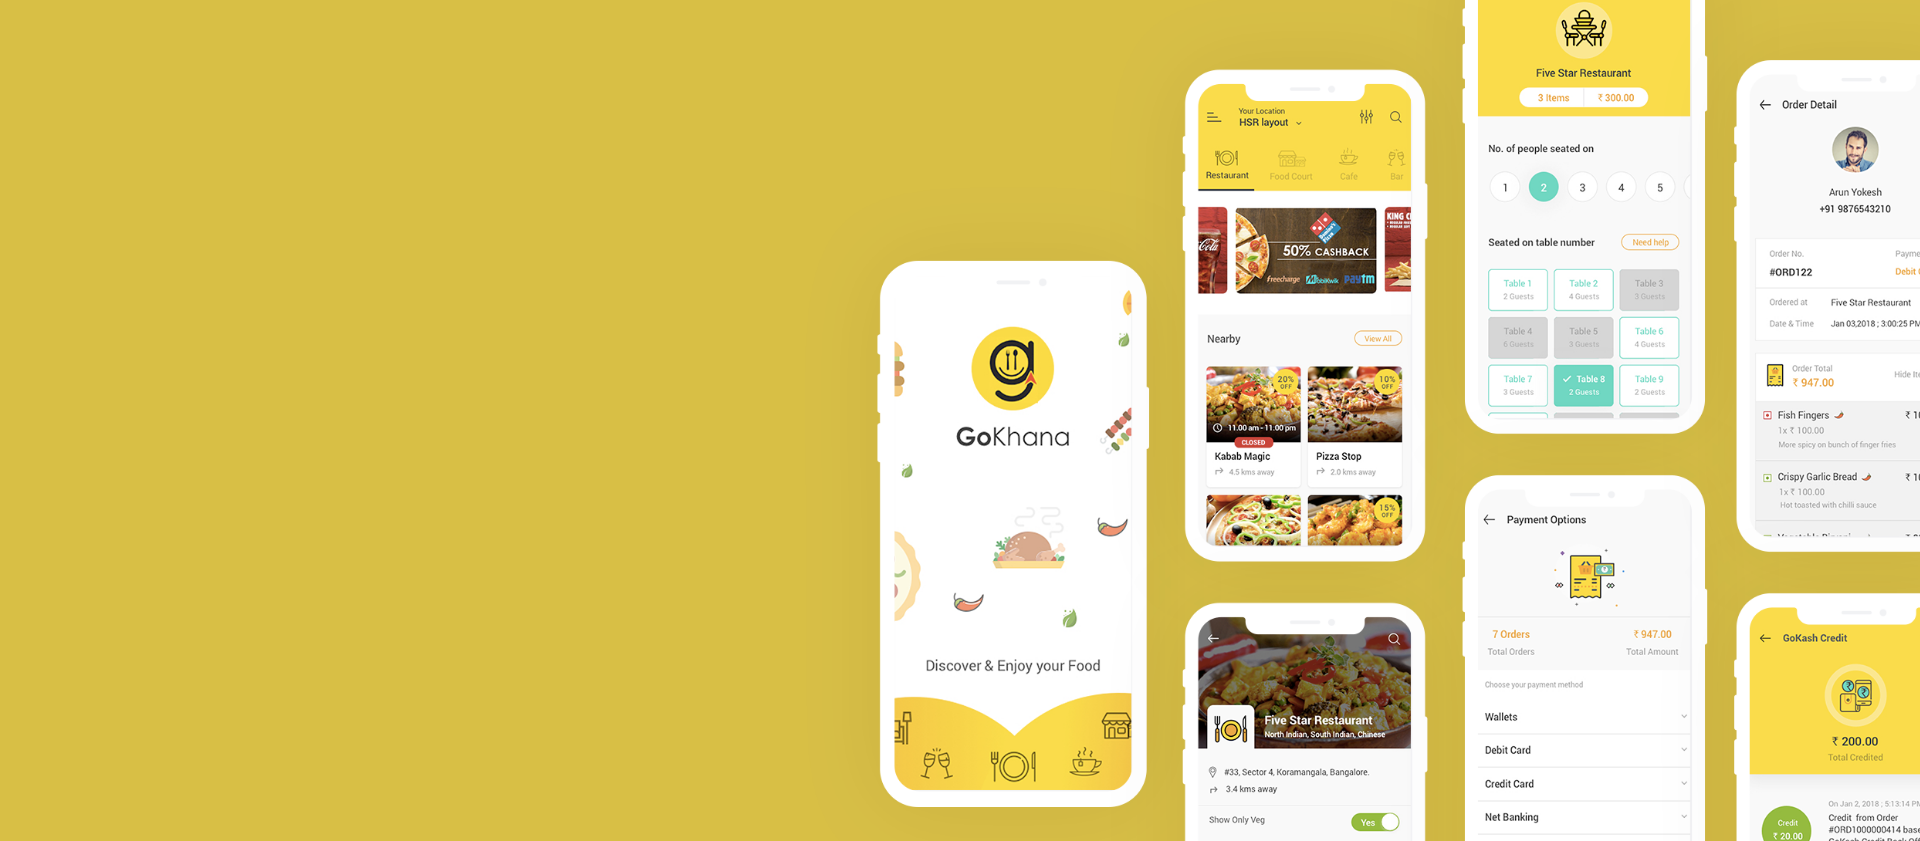 GoKhana
Discover & Enjoy your Food
Your Location
HSR layout
Restaurant
Food Court
Cafe
Bar
Coca-Cola
Domino's Pizza
50% CASHBACK
freecharge MobiKwik paytm
KING C
Nearby
View All
20% OFF
11.00 am - 11:00 pm
CLOSED
Kabab Magic
4.5 kms away
10% OFF
Pizza Stop
2.0 kms away
15% OFF
Five Star Restaurant
North Indian, South Indian, Chinese
#33, Sector 4, Koramangala, Bangalore.
3.4 kms away
Show Only Veg
Yes
Five Star Restaurant
3 Items
₹ 300.00
No. of people seated on
1 2 3 4 5
Seated on table number
Need help
Table 1
2 Guests
Table 2
4 Guests
Table 3
3 Guests
Table 4
6 Guests
Table 5
3 Guests
Table 6
4 Guests
Table 7
3 Guests
Table 8
2 Guests
Table 9
2 Guests
Payment Options
7 Orders
Total Orders
₹ 947.00
Total Amount
Choose your payment method
Wallets
Debit Card
Credit Card
Net Banking
Order Detail
Arun Yokesh
+91 9876543210
Order No.
#ORD122
Payme
Debit
Ordered at Five Star Restaurant
Date & Time Jan 03,2018 ; 3:00:25 PM
Order Total
₹ 947.00
Hide Ite
Fish Fingers ₹ 10
1x ₹ 100.00
More spicy on bunch of finger fries
Crispy Garlic Bread ₹ 10
1x ₹ 100.00
Hot toasted with chilli sauce
GoKash Credit
₹ 200.00
Total Credited
Credit
₹ 20.00
On Jan 2, 2018 , 5:13:14 PM
Credit from Order
#ORD1000000414 base